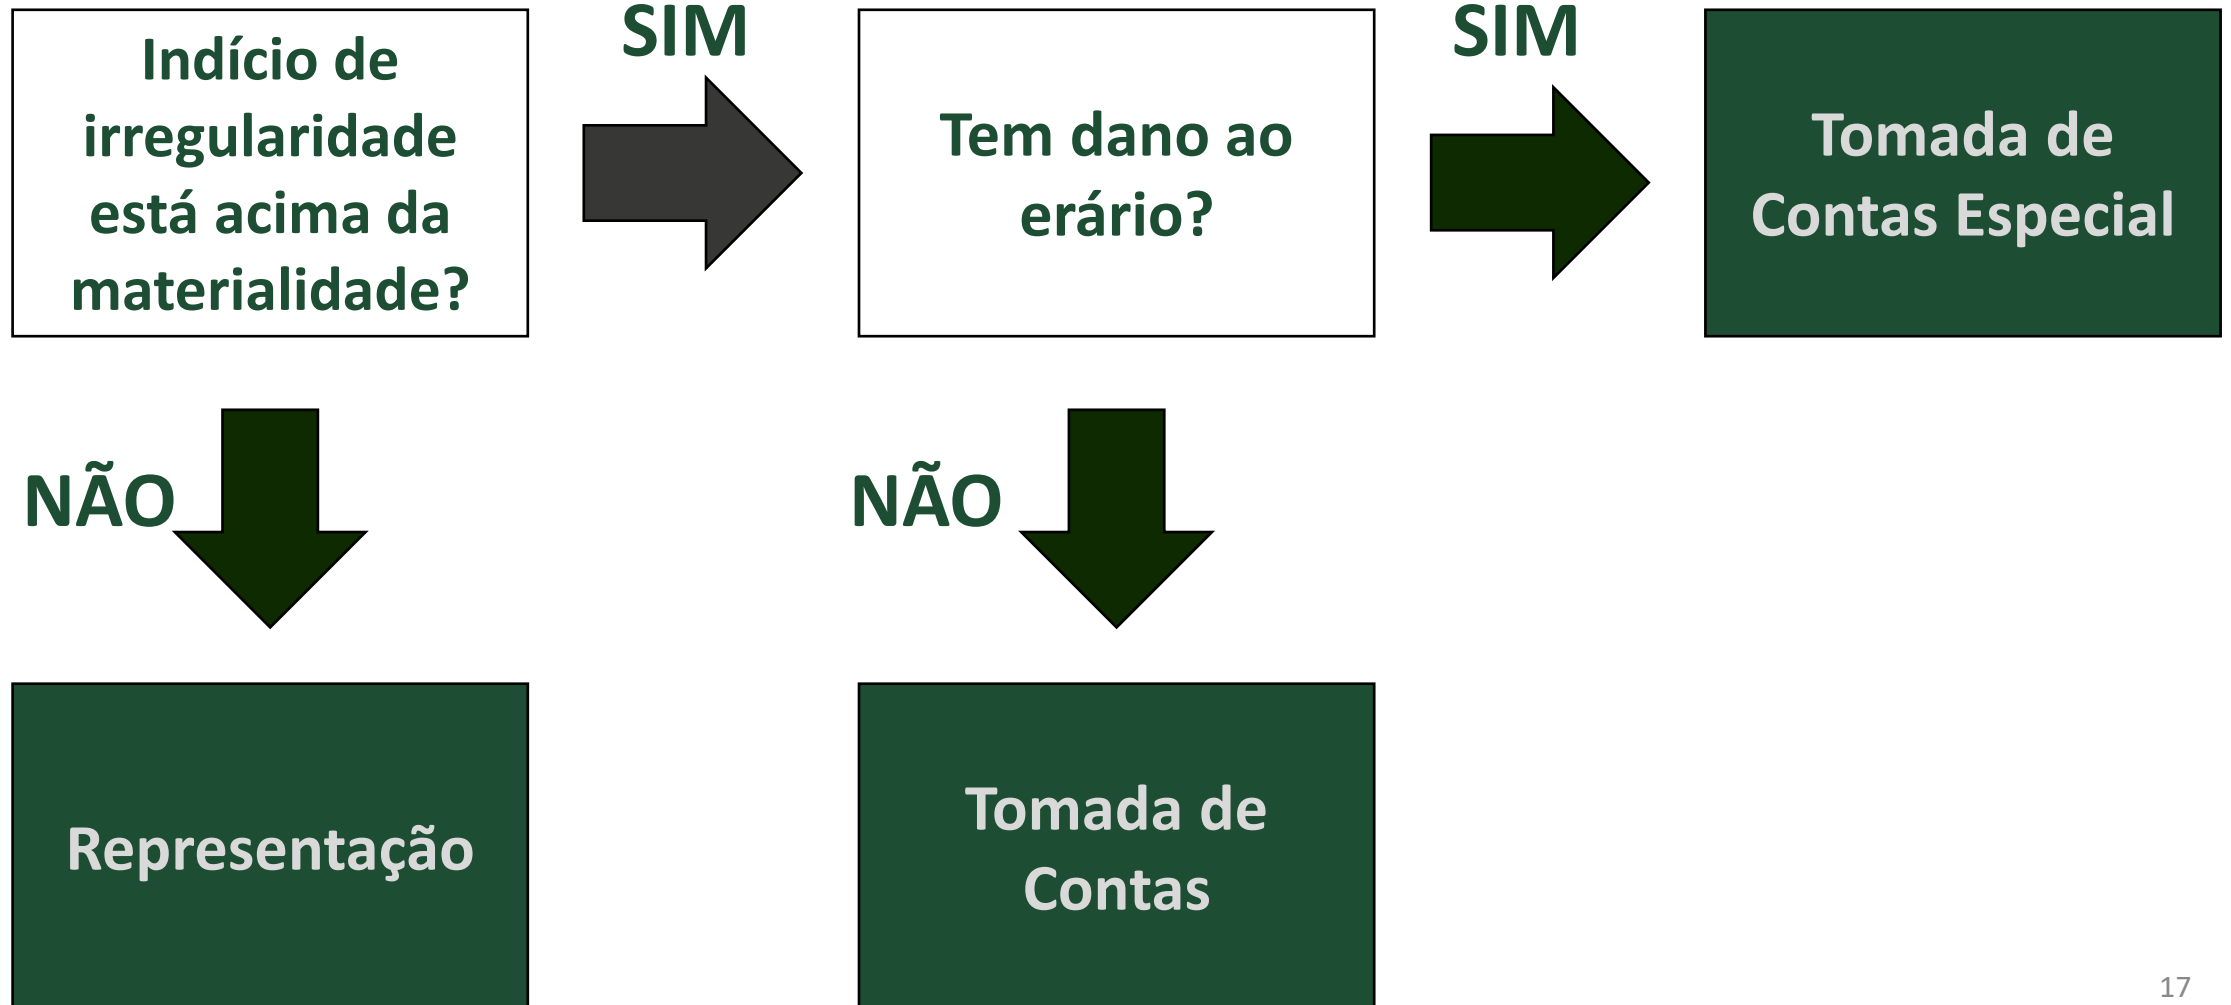 Indício de
irregularidade
está acima da
materialidade?
SIM
Tem dano ao
erário?
SIM
Tomada de
Contas Especial
NÃO
NÃO
Representação
Tomada de
Contas
17